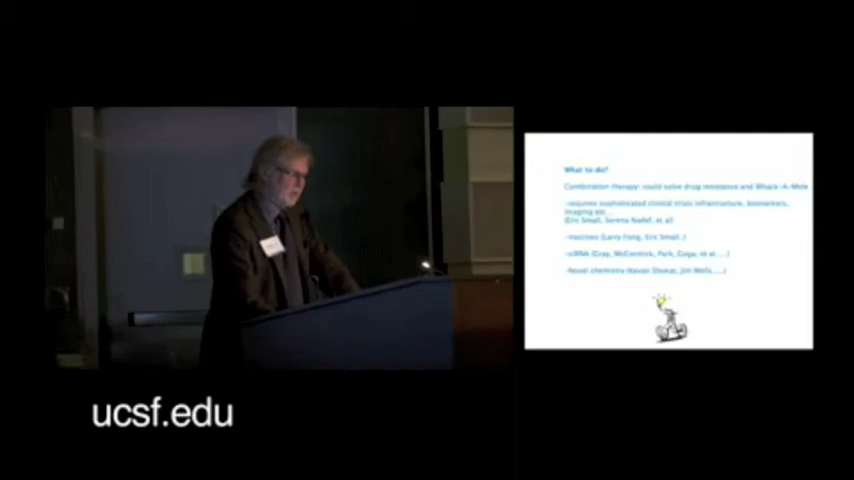 What to do?
Combination therapy: could solve drug resistance and Whack-A-Mole
-requires sophisticated clinical trials infrastructure, biomarkers,
imaging etc...
(Eric Small, Serena Nadaf, et al)
-vaccines (Larry Fong, Eric Small..)
-siRNA (Gray, McCormick, Park, Goga, et al.....)
-Novel chemistry (Kevan Shokat, Jim Wells.....)
ucsf.edu